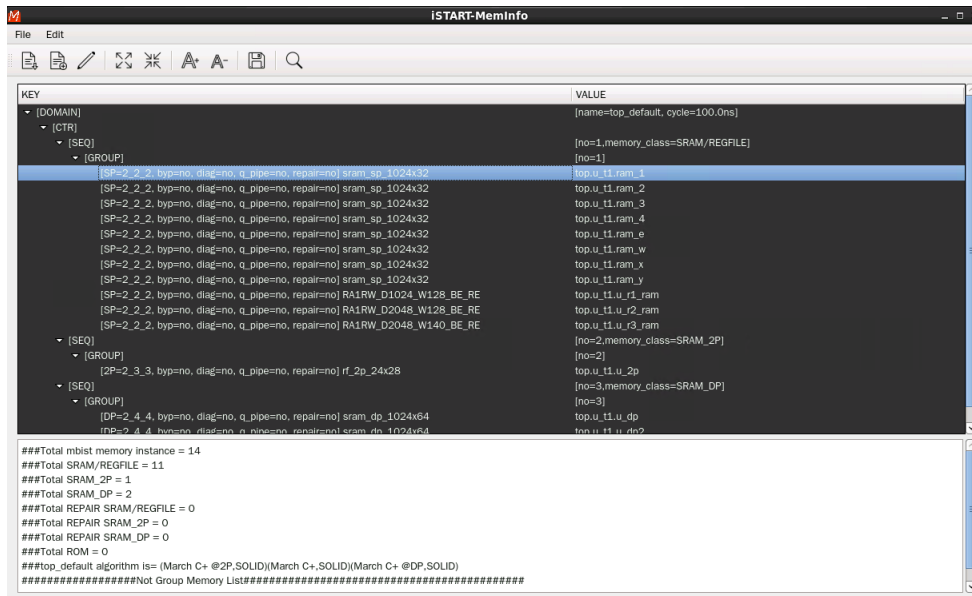 iSTART-MemInfo
File Edit
KEY VALUE
[DOMAIN] [name=top_default, cycle=100.0ns]
[CTR]
[SEQ] [no=1,memory_class=SRAM/REGFILE]
[GROUP] [no=1]
[SP=2_2_2, byp=no, diag=no, q_pipe=no, repair=no] sram_sp_1024x32 top.u_t1.ram_1
[SP=2_2_2, byp=no, diag=no, q_pipe=no, repair=no] sram_sp_1024x32 top.u_t1.ram_2
[SP=2_2_2, byp=no, diag=no, q_pipe=no, repair=no] sram_sp_1024x32 top.u_t1.ram_3
[SP=2_2_2, byp=no, diag=no, q_pipe=no, repair=no] sram_sp_1024x32 top.u_t1.ram_4
[SP=2_2_2, byp=no, diag=no, q_pipe=no, repair=no] sram_sp_1024x32 top.u_t1.ram_e
[SP=2_2_2, byp=no, diag=no, q_pipe=no, repair=no] sram_sp_1024x32 top.u_t1.ram_w
[SP=2_2_2, byp=no, diag=no, q_pipe=no, repair=no] sram_sp_1024x32 top.u_t1.ram_x
[SP=2_2_2, byp=no, diag=no, q_pipe=no, repair=no] sram_sp_1024x32 top.u_t1.ram_y
[SP=2_2_2, byp=no, diag=no, q_pipe=no, repair=no] RA1RW_D1024_W128_BE_RE top.u_t1.u_r1_ram
[SP=2_2_2, byp=no, diag=no, q_pipe=no, repair=no] RA1RW_D2048_W128_BE_RE top.u_t1.u_r2_ram
[SP=2_2_2, byp=no, diag=no, q_pipe=no, repair=no] RA1RW_D2048_W140_BE_RE top.u_t1.u_r3_ram
[SEQ] [no=2,memory_class=SRAM_2P]
[GROUP] [no=2]
[2P=2_3_3, byp=no, diag=no, q_pipe=no, repair=no] rf_2p_24x28 top.u_t1.u_2p
[SEQ] [no=3,memory_class=SRAM_DP]
[GROUP] [no=3]
[DP=2_4_4, byp=no, diag=no, q_pipe=no, repair=no] sram_dp_1024x64 top.u_t1.u_dp
[DP=2_4_4, byp=no, diag=no, q_pipe=no, repair=no] sram_dp_1024x64 top.u_t1.u_dp2
###Total mbist memory instance = 14
###Total SRAM/REGFILE = 11
###Total SRAM_2P = 1
###Total SRAM_DP = 2
###Total REPAIR SRAM/REGFILE = 0
###Total REPAIR SRAM_2P = 0
###Total REPAIR SRAM_DP = 0
###Total ROM = 0
###top_default algorithm is= (March C+ @2P,SOLID)(March C+,SOLID)(March C+ @DP,SOLID)
##################Not Group Memory List############################################